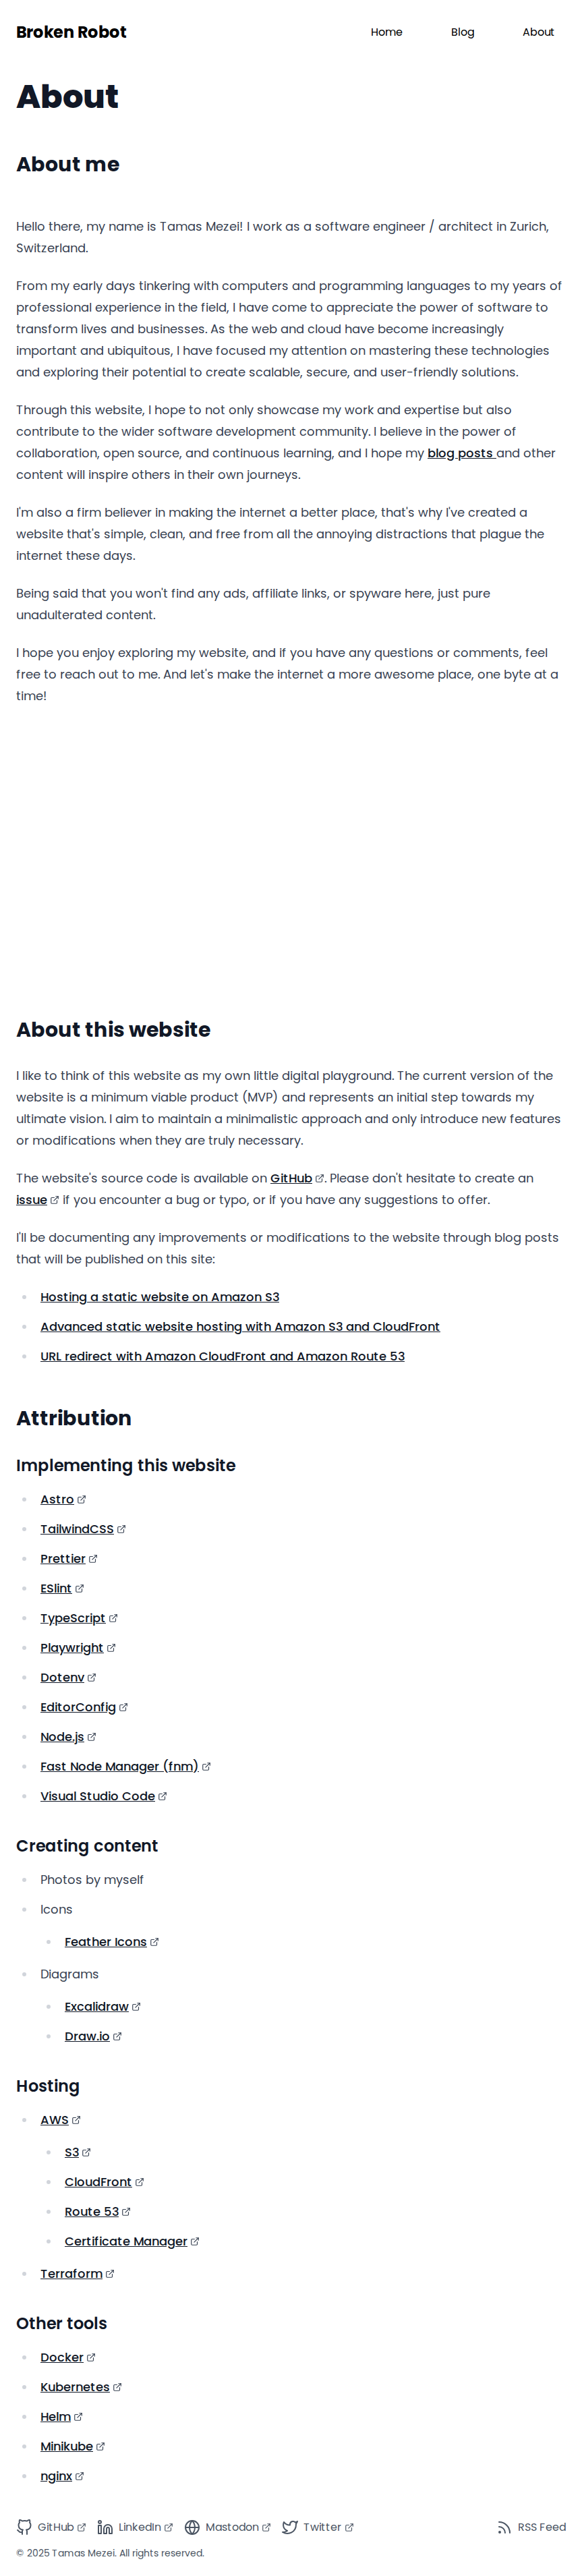 Broken Robot
Home
Blog
About
About
About me
Hello there, my name is Tamas Mezei! I work as a software engineer / architect in Zurich,
Switzerland.
From my early days tinkering with computers and programming languages to my years of
professional experience in the field, I have come to appreciate the power of software to
transform lives and businesses. As the web and cloud have become increasingly
important and ubiquitous, I have focused my attention on mastering these technologies
and exploring their potential to create scalable, secure, and user-friendly solutions.
Through this website, I hope to not only showcase my work and expertise but also
contribute to the wider software development community. I believe in the power of
collaboration, open source, and continuous learning, and I hope my blog posts and other
content will inspire others in their own journeys.
I'm also a firm believer in making the internet a better place, that's why I've created a
website that's simple, clean, and free from all the annoying distractions that plague the
internet these days.
Being said that you won't find any ads, affiliate links, or spyware here, just pure
unadulterated content.
I hope you enjoy exploring my website, and if you have any questions or comments, feel
free to reach out to me. And let's make the internet a more awesome place, one byte at a
time!
About this website
I like to think of this website as my own little digital playground. The current version of the
website is a minimum viable product (MVP) and represents an initial step towards my
ultimate vision. I aim to maintain a minimalistic approach and only introduce new features
or modifications when they are truly necessary.
The website's source code is available on GitHub. Please don't hesitate to create an
issue if you encounter a bug or typo, or if you have any suggestions to offer.
I'll be documenting any improvements or modifications to the website through blog posts
that will be published on this site:
Hosting a static website on Amazon S3
Advanced static website hosting with Amazon S3 and CloudFront
URL redirect with Amazon CloudFront and Amazon Route 53
Attribution
Implementing this website
Astro
TailwindCSS
Prettier
ESlint
TypeScript
Playwright
Dotenv
EditorConfig
Node.js
Fast Node Manager (fnm)
Visual Studio Code
Creating content
Photos by myself
Icons
Feather Icons
Diagrams
Excalidraw
Draw.io
Hosting
AWS
S3
CloudFront
Route 53
Certificate Manager
Terraform
Other tools
Docker
Kubernetes
Helm
Minikube
nginx
GitHub
LinkedIn
Mastodon
Twitter
RSS Feed
© 2025 Tamas Mezei. All rights reserved.